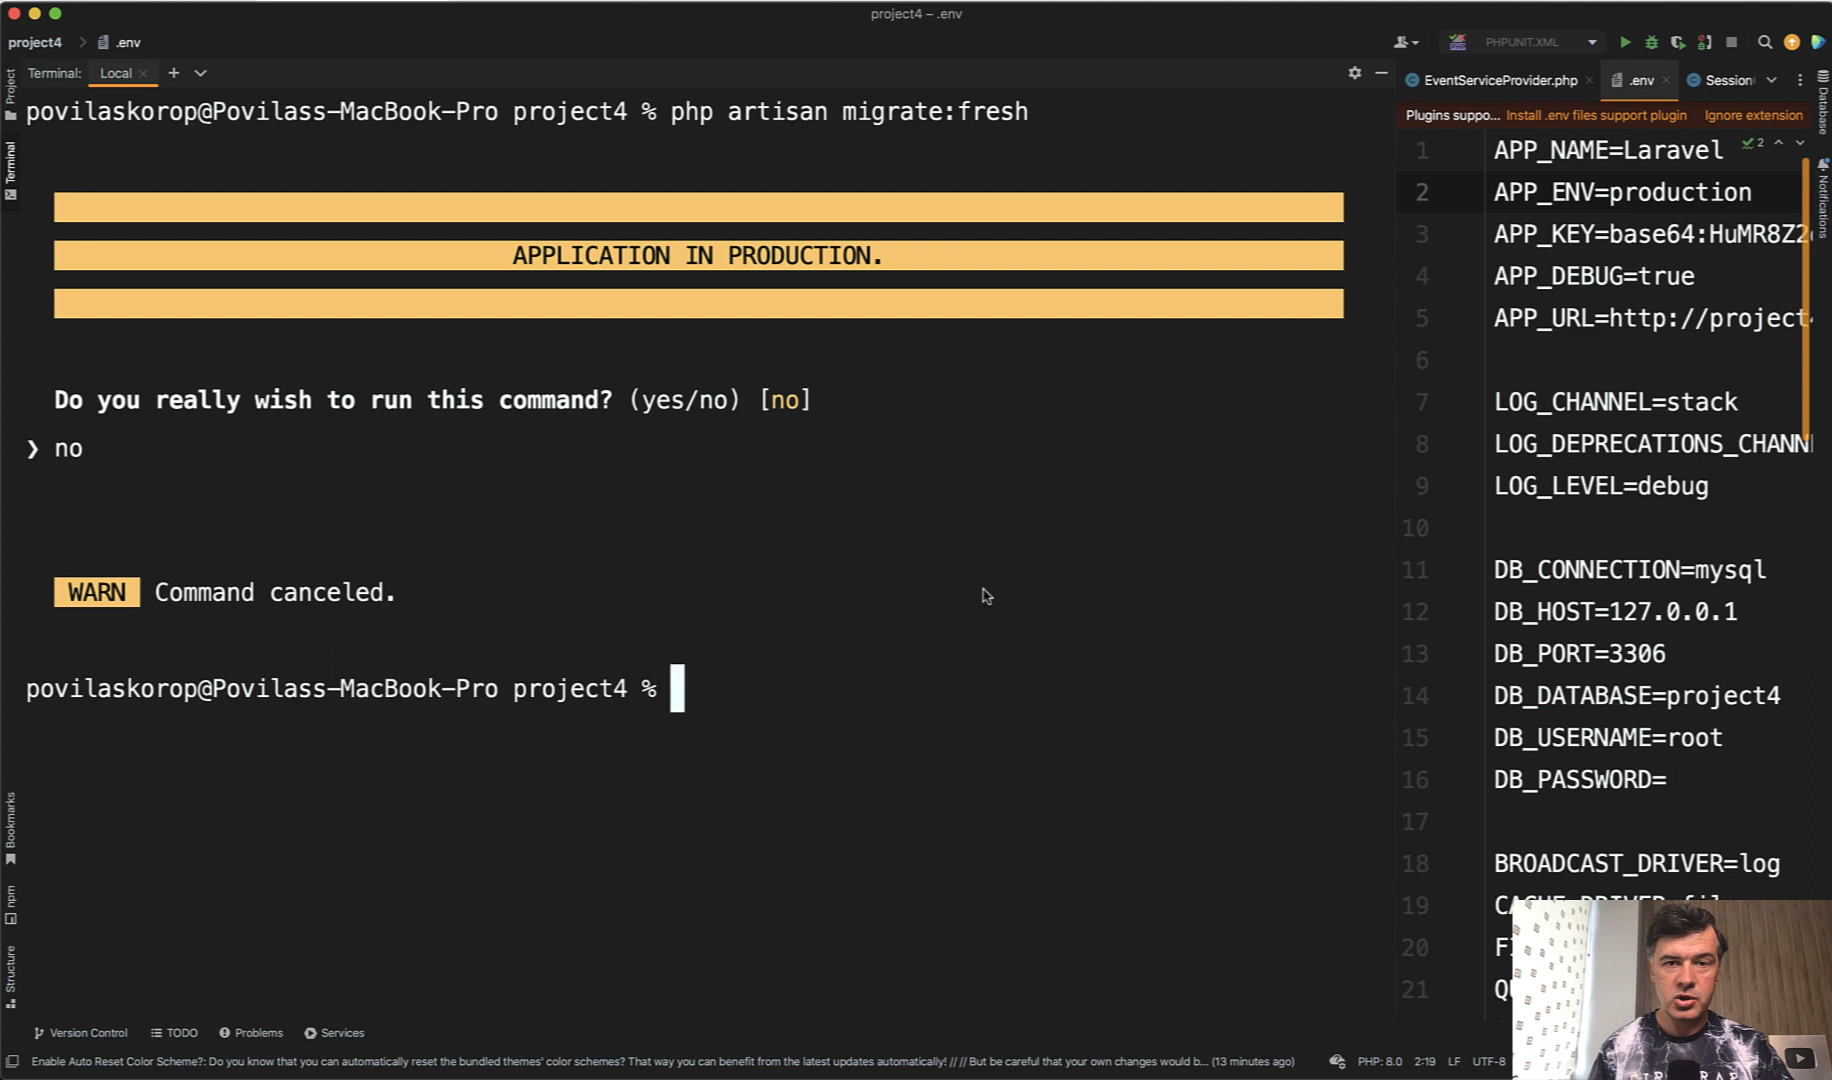 project4 – .env
project4
.env
PHPUNIT.XML
Terminal:
Local
EventServiceProvider.php
.env
Session
Plugins suppo...
Install .env files support plugin
Ignore extension
Project
Terminal
Bookmarks
npm
Structure
Database
Notifications
povilaskorop@Povilass-MacBook-Pro project4 % php artisan migrate:fresh
APPLICATION IN PRODUCTION.
Do you really wish to run this command? (yes/no) [no]
❯ no
WARN Command canceled.
povilaskorop@Povilass-MacBook-Pro project4 %
2
1 APP_NAME=Laravel
2 APP_ENV=production
3 APP_KEY=base64:HuMR8Z2
4 APP_DEBUG=true
5 APP_URL=http://project
6
7 LOG_CHANNEL=stack
8 LOG_DEPRECATIONS_CHANN
9 LOG_LEVEL=debug
10
11 DB_CONNECTION=mysql
12 DB_HOST=127.0.0.1
13 DB_PORT=3306
14 DB_DATABASE=project4
15 DB_USERNAME=root
16 DB_PASSWORD=
17
18 BROADCAST_DRIVER=log
19
20
21
Version Control
TODO
Problems
Services
Enable Auto Reset Color Scheme?: Do you know that you can automatically reset the bundled themes' color schemes? That way you can benefit from the latest updates automatically! // // But be careful that your own changes would b... (13 minutes ago)
PHP: 8.0
2:19
LF
UTF-8